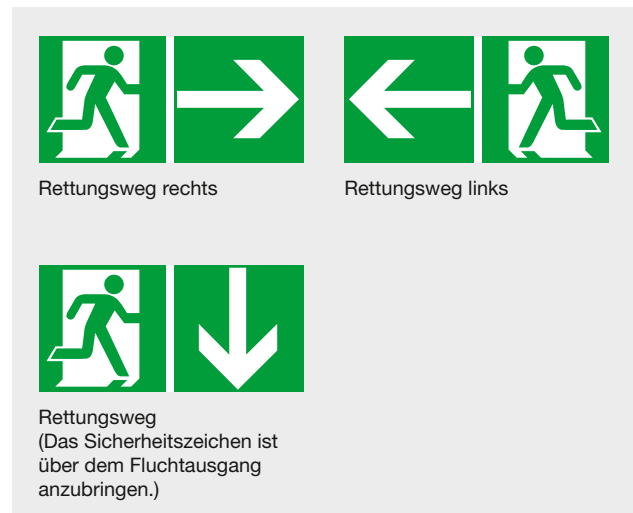 Rettungsweg rechts
Rettungsweg links
Rettungsweg
(Das Sicherheitszeichen ist
über dem Fluchtausgang
anzubringen.)